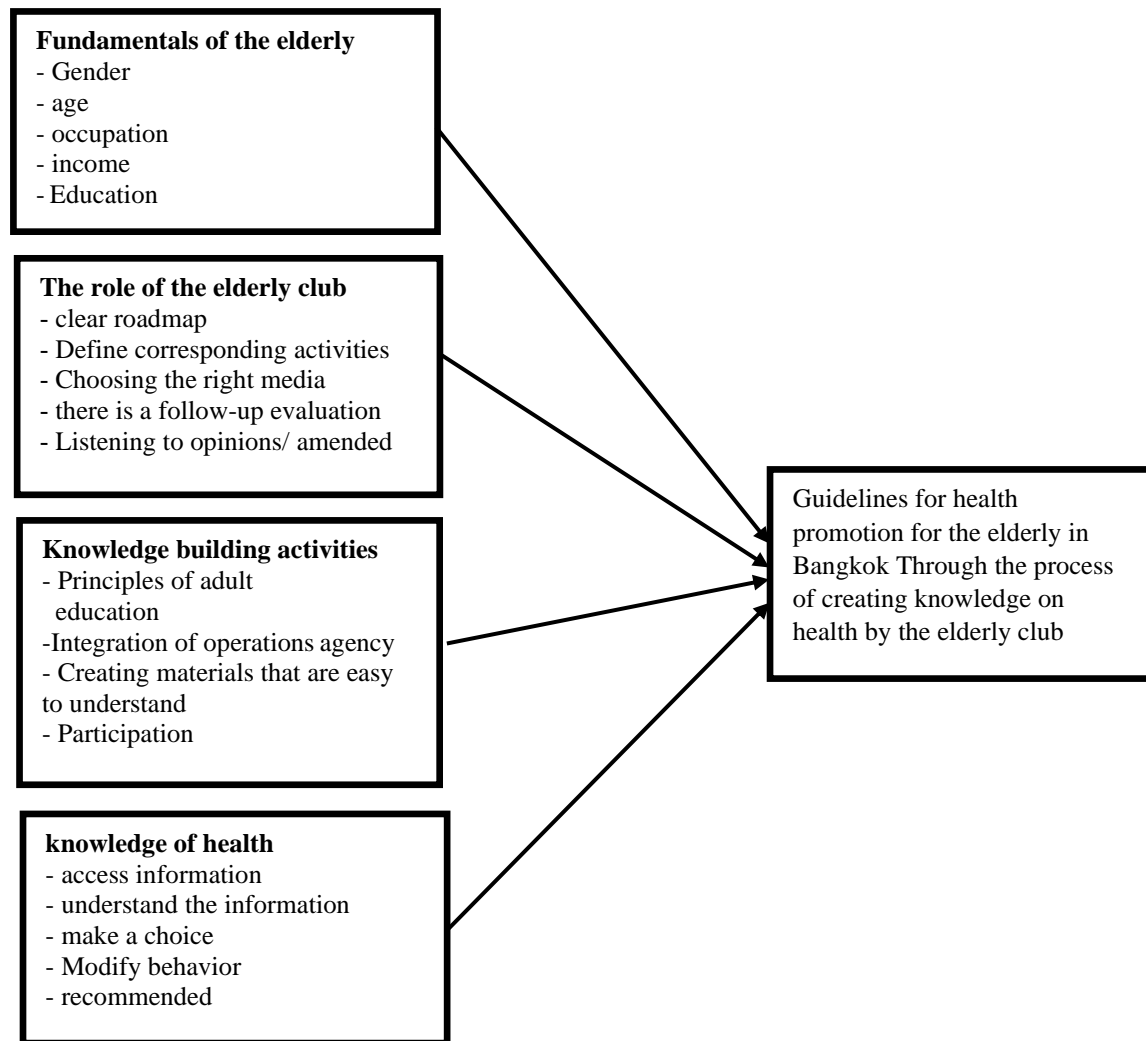 Fundamentals of the elderly
- Gender
- age
- occupation
- income
- Education
The role of the elderly club
- clear roadmap
- Define corresponding activities
- Choosing the right media
- there is a follow-up evaluation
- Listening to opinions/ amended
Knowledge building activities
- Principles of adult
education
-Integration of operations agency
- Creating materials that are easy
to understand
- Participation
knowledge of health
- access information
- understand the information
- make a choice
- Modify behavior
- recommended
Guidelines for health
promotion for the elderly in
Bangkok Through the process
of creating knowledge on
health by the elderly club